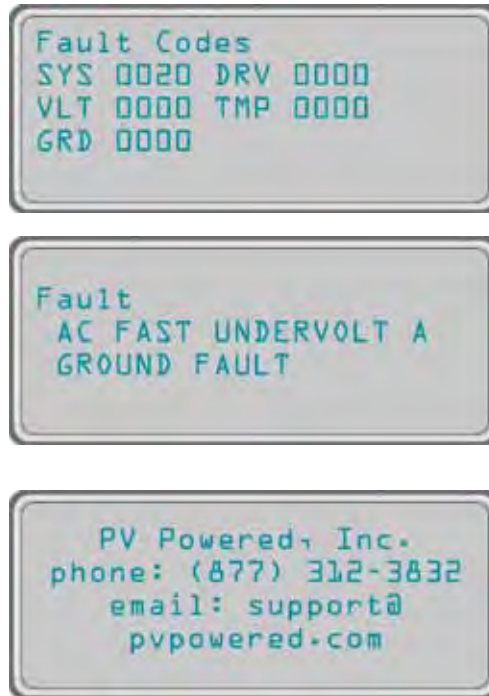 Fault Codes
SYS 0020 DRV 0000
VLT 0000 TMP 0000
GRD 0000
Fault
AC FAST UNDERVOLT A
GROUND FAULT
PV Powered, Inc.
phone: (877) 312-3832
email: support@
pvpowered.com